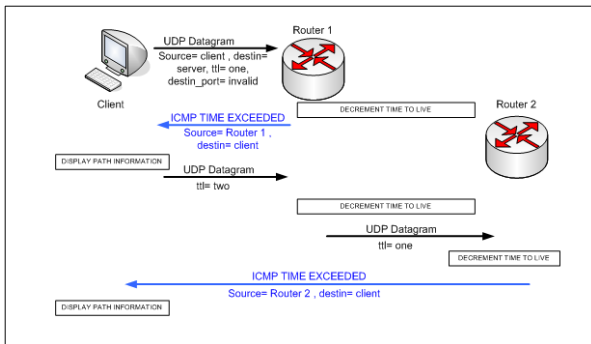 UDP Datagram
Source= client , destin=
server, ttl= one,
destin_port= invalid
Client
Router 1
DECREMENT TIME TO LIVE
Router 2
ICMP TIME EXCEEDED
Source= Router 1 ,
destin= client
DISPLAY PATH INFORMATION
UDP Datagram
ttl= two
DECREMENT TIME TO LIVE
UDP Datagram
ttl= one
DECREMENT TIME TO LIVE
ICMP TIME EXCEEDED
Source= Router 2 , destin= client
DISPLAY PATH INFORMATION